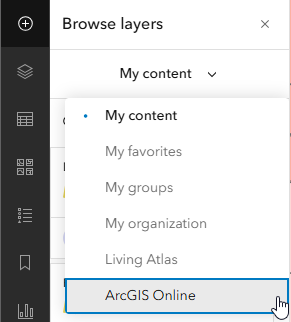 Browse layers
My content
My content
My favorites
My groups
My organization
Living Atlas
ArcGIS Online